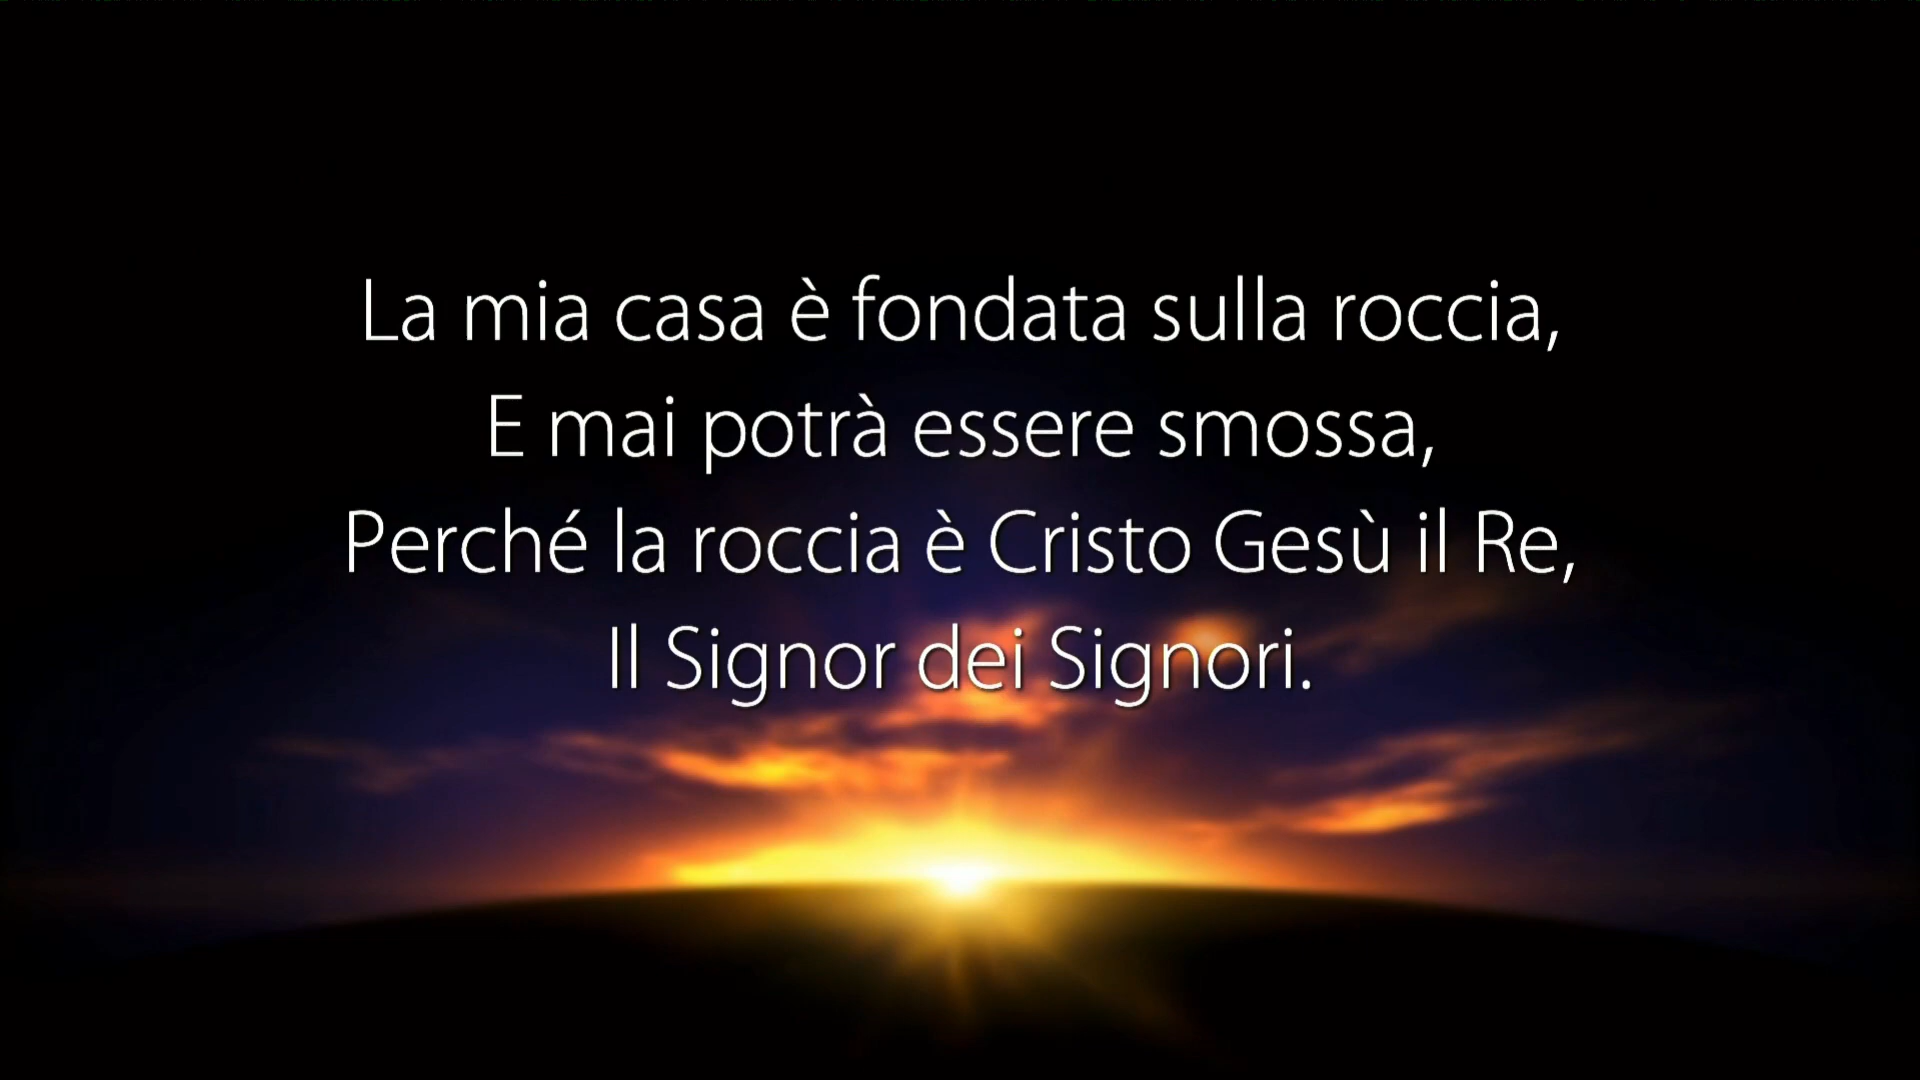 La mia casa è fondata sulla roccia,
E mai potrà essere smossa,
Perché la roccia è Cristo Gesù il Re,
Il Signor dei Signori.